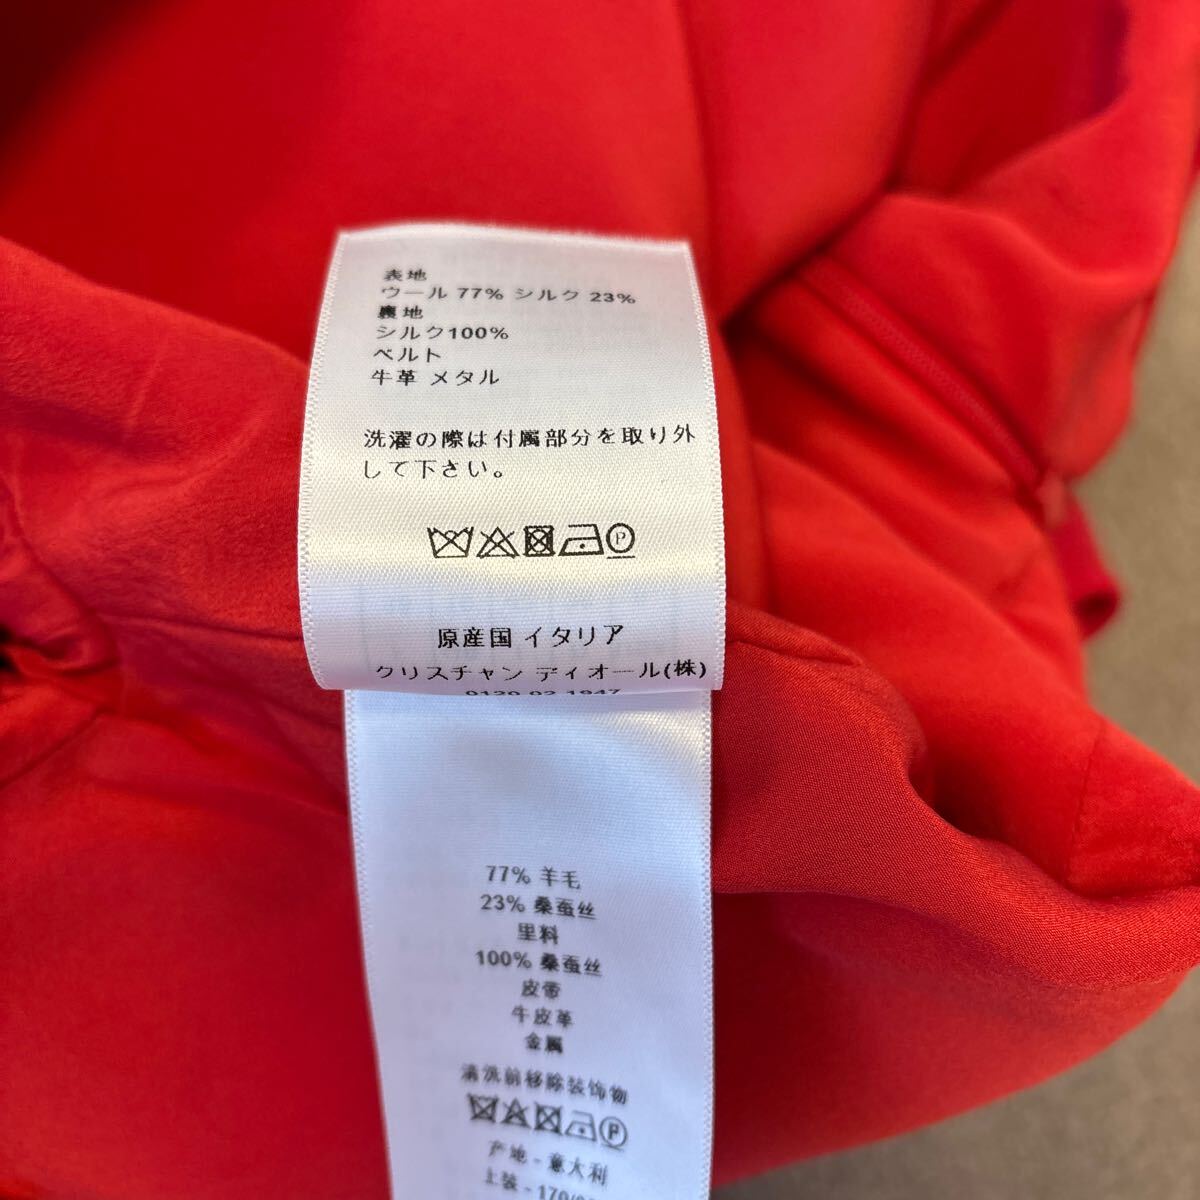 表地
ウール 77% シルク 23%
裏地
シルク100%
ベルト
牛革 メタル
洗濯の際は付属部分を取り外
して下さい。
P
原産国 イタリア
クリスチャン ディオール(株)
77% 羊毛
23% 桑蚕丝
里料
100% 桑蚕丝
皮带
牛皮革
金属
清洗前移除装饰物
P
产地 - 意大利
上装 - 170/